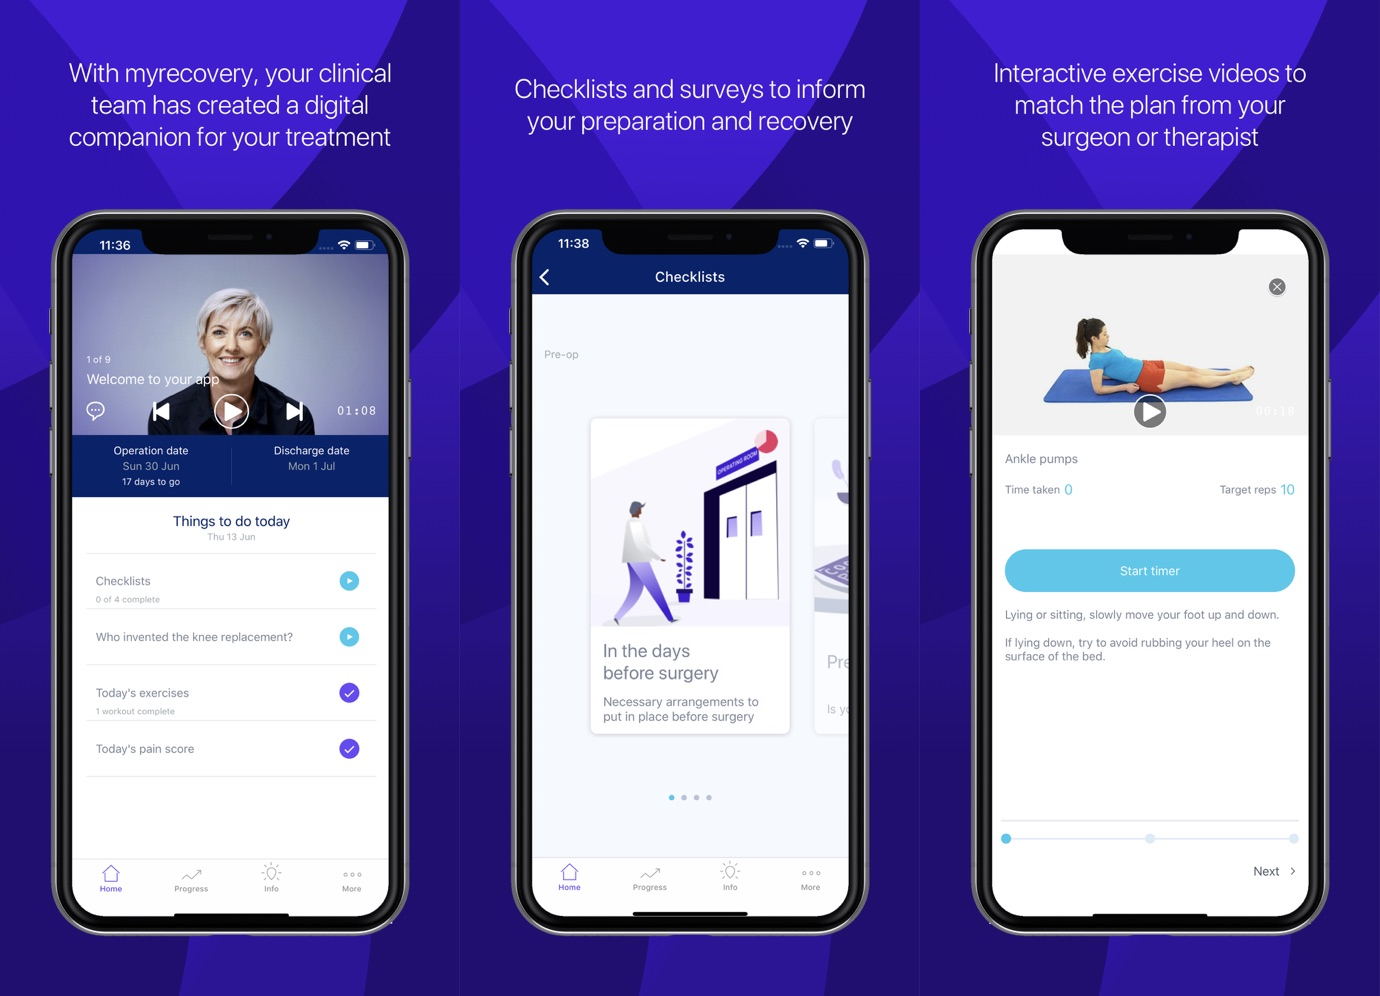 With myrecovery, your clinical
team has created a digital
companion for your treatment
11:36
1 of 9
Welcome to your app
01:08
Operation date
Sun 30 Jun
17 days to go
Discharge date
Mon 1 Jul
Things to do today
Thu 13 Jun
Checklists
0 of 4 complete
Who invented the knee replacement?
Today's exercises
1 workout complete
Today's pain score
Home
Progress
Info
More
Checklists and surveys to inform
your preparation and recovery
11:38
Checklists
Pre-op
OPERATING ROOM
In the days
before surgery
Necessary arrangements to
put in place before surgery
Pre
Is yo
Home
Progress
Info
More
Interactive exercise videos to
match the plan from your
surgeon or therapist
00:18
Ankle pumps
Time taken 0
Target reps 10
Start timer
Lying or sitting, slowly move your foot up and down.
If lying down, try to avoid rubbing your heel on the
surface of the bed.
Next